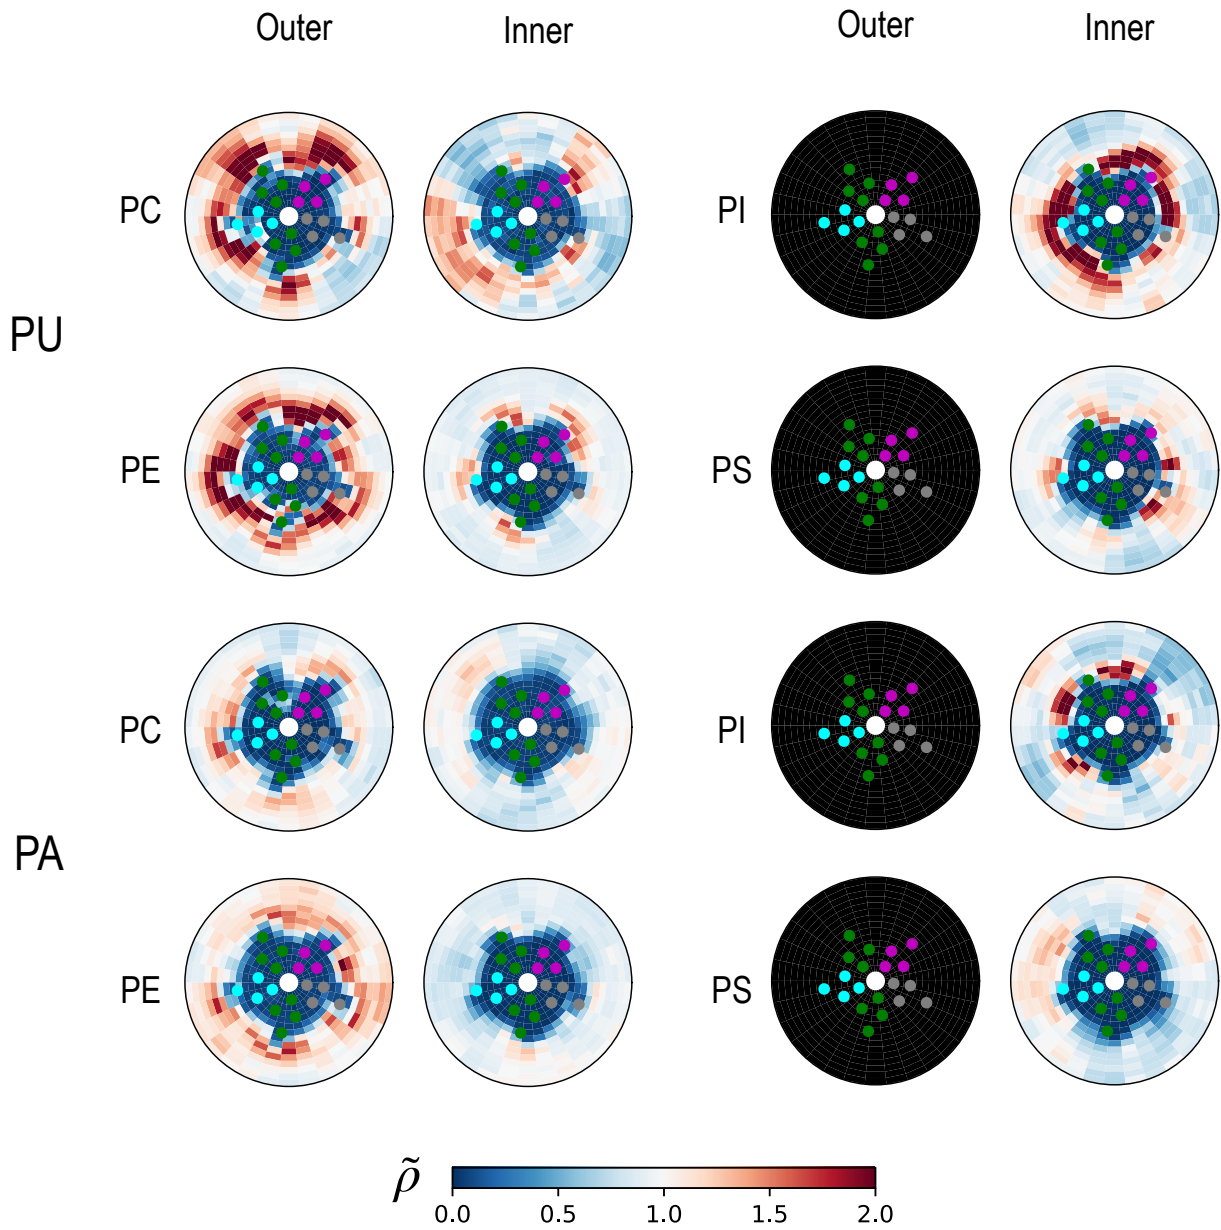 Outer Inner Outer Inner
PC PI
PU
PE PS
PC PI
PA
PE PS
ρ̃
0.0 0.5 1.0 1.5 2.0